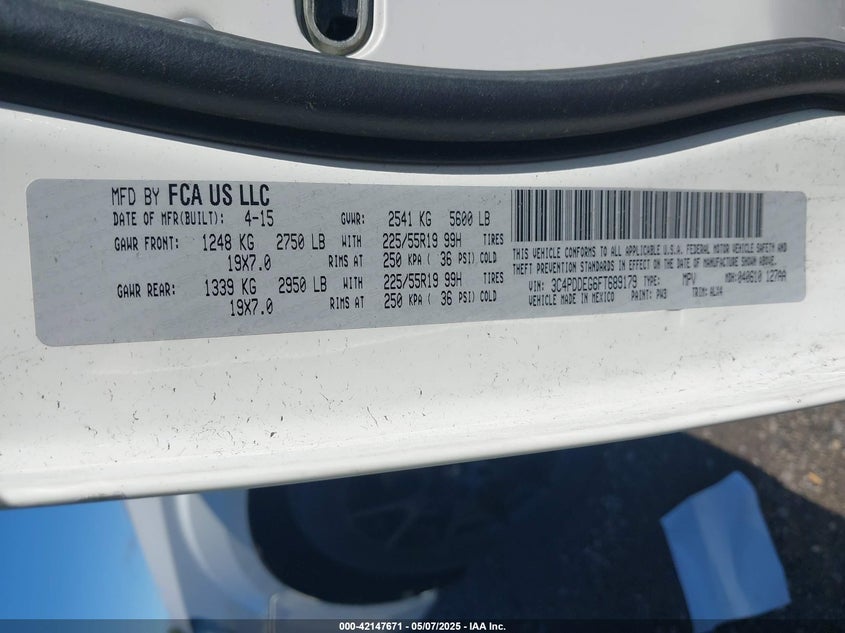 MFD BY FCA US LLC
DATE OF MFR(BUILT): 4-15 GVWR: 2541 KG 5600 LB
GAWR FRONT: 1248 KG 2750 LB WITH 225/55R19 99H TIRES
19X7.0 RIMS AT 250 KPA ( 36 PSI) COLD
GAWR REAR: 1339 KG 2950 LB WITH 225/55R19 99H TIRES
19X7.0 RIMS AT 250 KPA ( 36 PSI) COLD
THIS VEHICLE CONFORMS TO ALL APPLICABLE U.S.A. FEDERAL MOTOR VEHICLE SAFETY AND
THEFT PREVENTION STANDARDS IN EFFECT ON THE DATE OF MANUFACTURE SHOWN ABOVE.
VIN: 3C4PDDEG6FT689179 TYPE: MPV MDH: 040610 127AA
VEHICLE MADE IN MEXICO PAINT: PW3 TRIM: ALX4
000-42147671 - 05/07/2025 - IAA Inc.